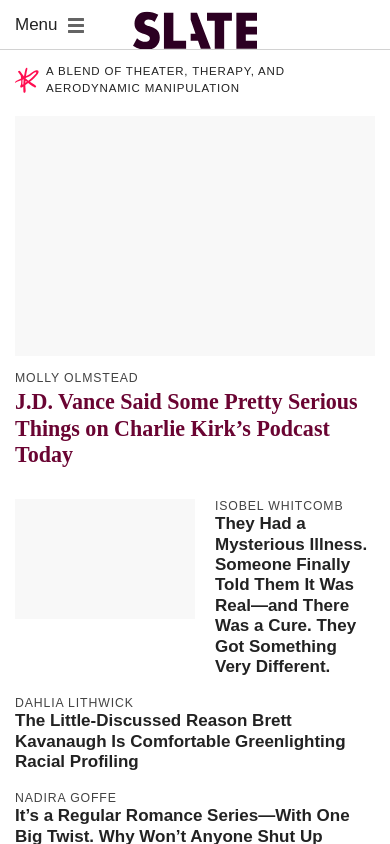 Menu
SLATE
A BLEND OF THEATER, THERAPY, AND
AERODYNAMIC MANIPULATION
MOLLY OLMSTEAD
J.D. Vance Said Some Pretty Serious
Things on Charlie Kirk’s Podcast
Today
ISOBEL WHITCOMB
They Had a
Mysterious Illness.
Someone Finally
Told Them It Was
Real—and There
Was a Cure. They
Got Something
Very Different.
DAHLIA LITHWICK
The Little-Discussed Reason Brett
Kavanaugh Is Comfortable Greenlighting
Racial Profiling
NADIRA GOFFE
It’s a Regular Romance Series—With One
Big Twist. Why Won’t Anyone Shut Up